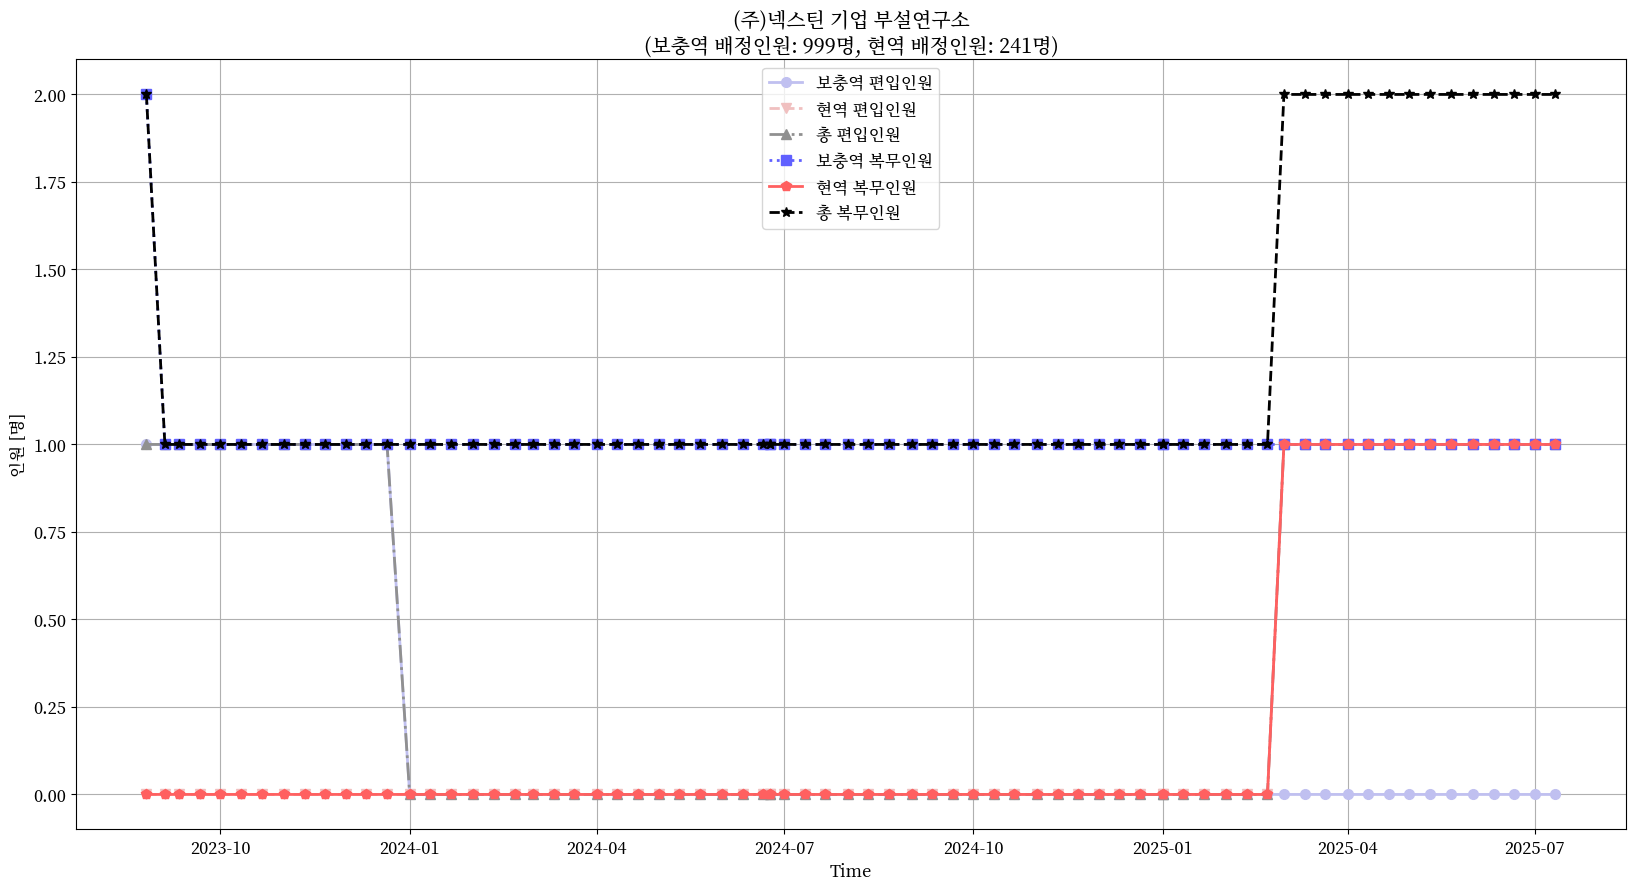 (주)넥스틴 기업 부설연구소
(보충역 배정인원: 999명, 현역 배정인원: 241명)
보충역 편입인원
현역 편입인원
총 편입인원
보충역 복무인원
현역 복무인원
총 복무인원
2.00
1.75
1.50
1.25
1.00
0.75
0.50
0.25
0.00
인원 [명]
2023-10
2024-01
2024-04
2024-07
2024-10
2025-01
2025-04
2025-07
Time